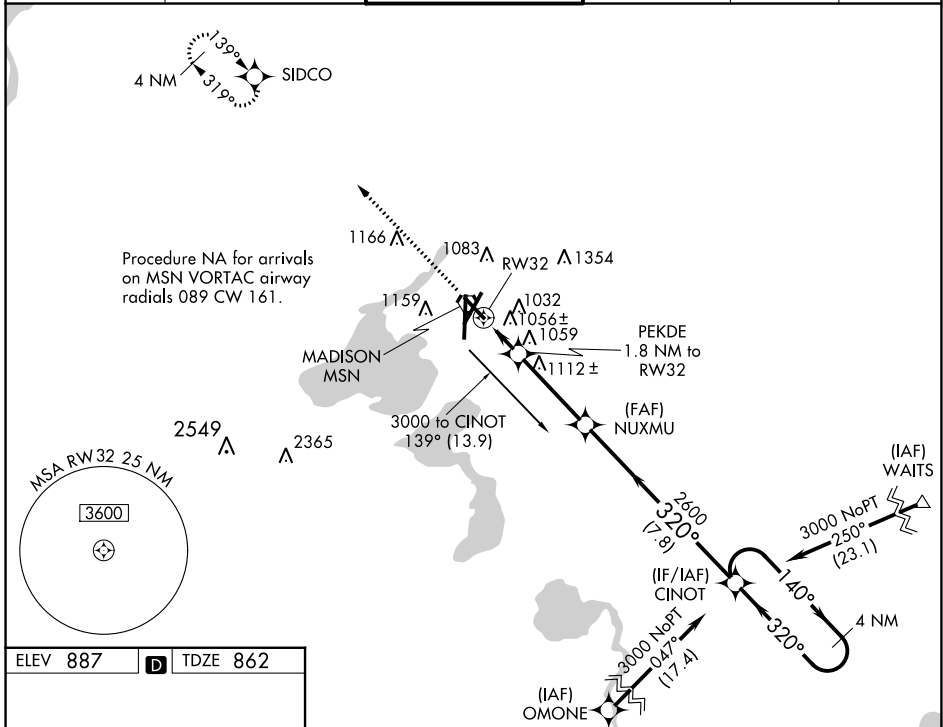 139°
319°
4 NM
SIDCO
Procedure NA for arrivals
on MSN VORTAC airway
radials 089 CW 161.
1166
1083
RW32
1354
1159
1032
1056±
1059
1112±
MADISON
MSN
PEKDE
1.8 NM to
RW32
3000 to CINOT
139° (13.9)
(FAF)
NUXMU
2549
2365
MSA RW32 25 NM
3600
(IAF)
WAITS
3000 NoPT
250°
(23.1)
2600
320°
(7.8)
(IF/IAF)
CINOT
140°
320°
4 NM
3000 NoPT
047°
(17.4)
(IAF)
OMONE
ELEV 887 D TDZE 862